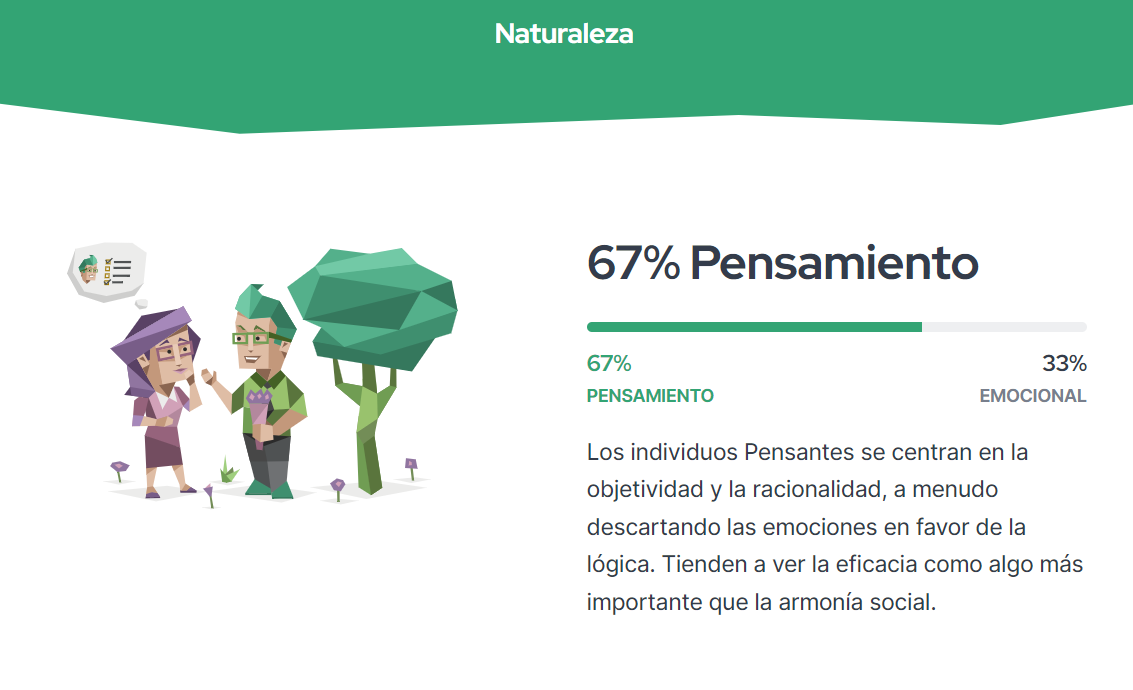 Naturaleza
67% Pensamiento
67% 33%
PENSAMIENTO EMOCIONAL
Los individuos Pensantes se centran en la
objetividad y la racionalidad, a menudo
descartando las emociones en favor de la
lógica. Tienden a ver la eficacia como algo más
importante que la armonía social.